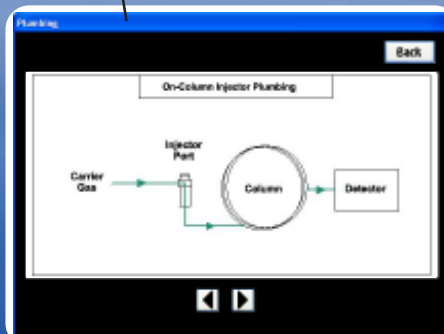 Plumbing
Back
On-Column Injector Plumbing
Injector
Port
Carrier
Gas
Column
Detector